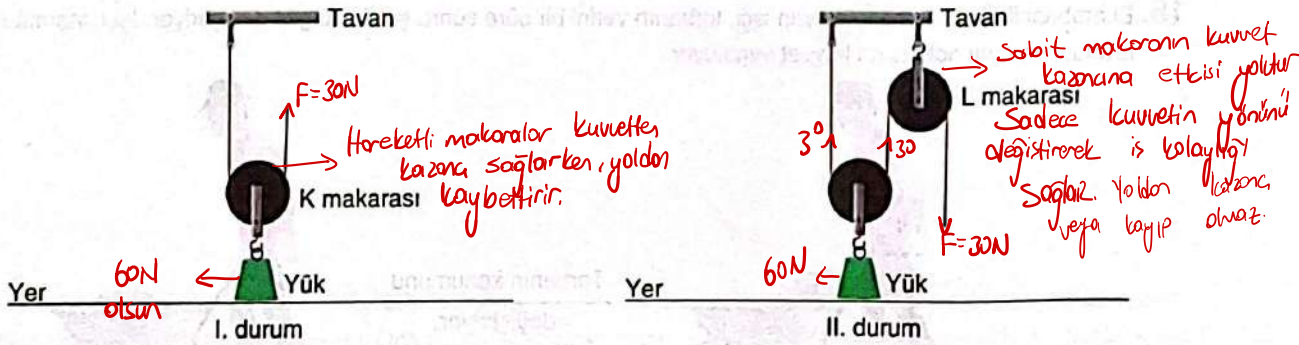 Tavan
F=30N
Hareketli makaralar kuvvetten
kazanç sağlarken, yoldan
kaybettirir.
K makarası
60N
olsun
Yük
Yer
I. durum
Tavan
Sabit makaranın kuvvet
kazancına etkisi yoktur
L makarası
Sadece kuvvetin yönünü
değiştirerek iş kolaylığı
sağlar. Yoldan kazanç
veya kayıp olmaz.
30
30
F=30N
60N
Yük
Yer
II. durum